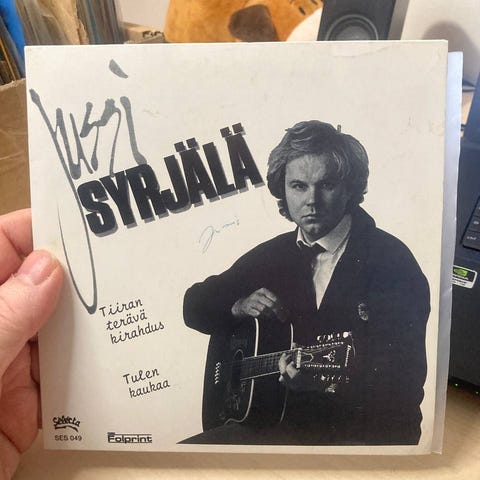 Jussi
SYRJÄLÄ
Tiiran
terävä
kirahdus
Tulen
kaukaa
Selecta
SES 049
Folprint